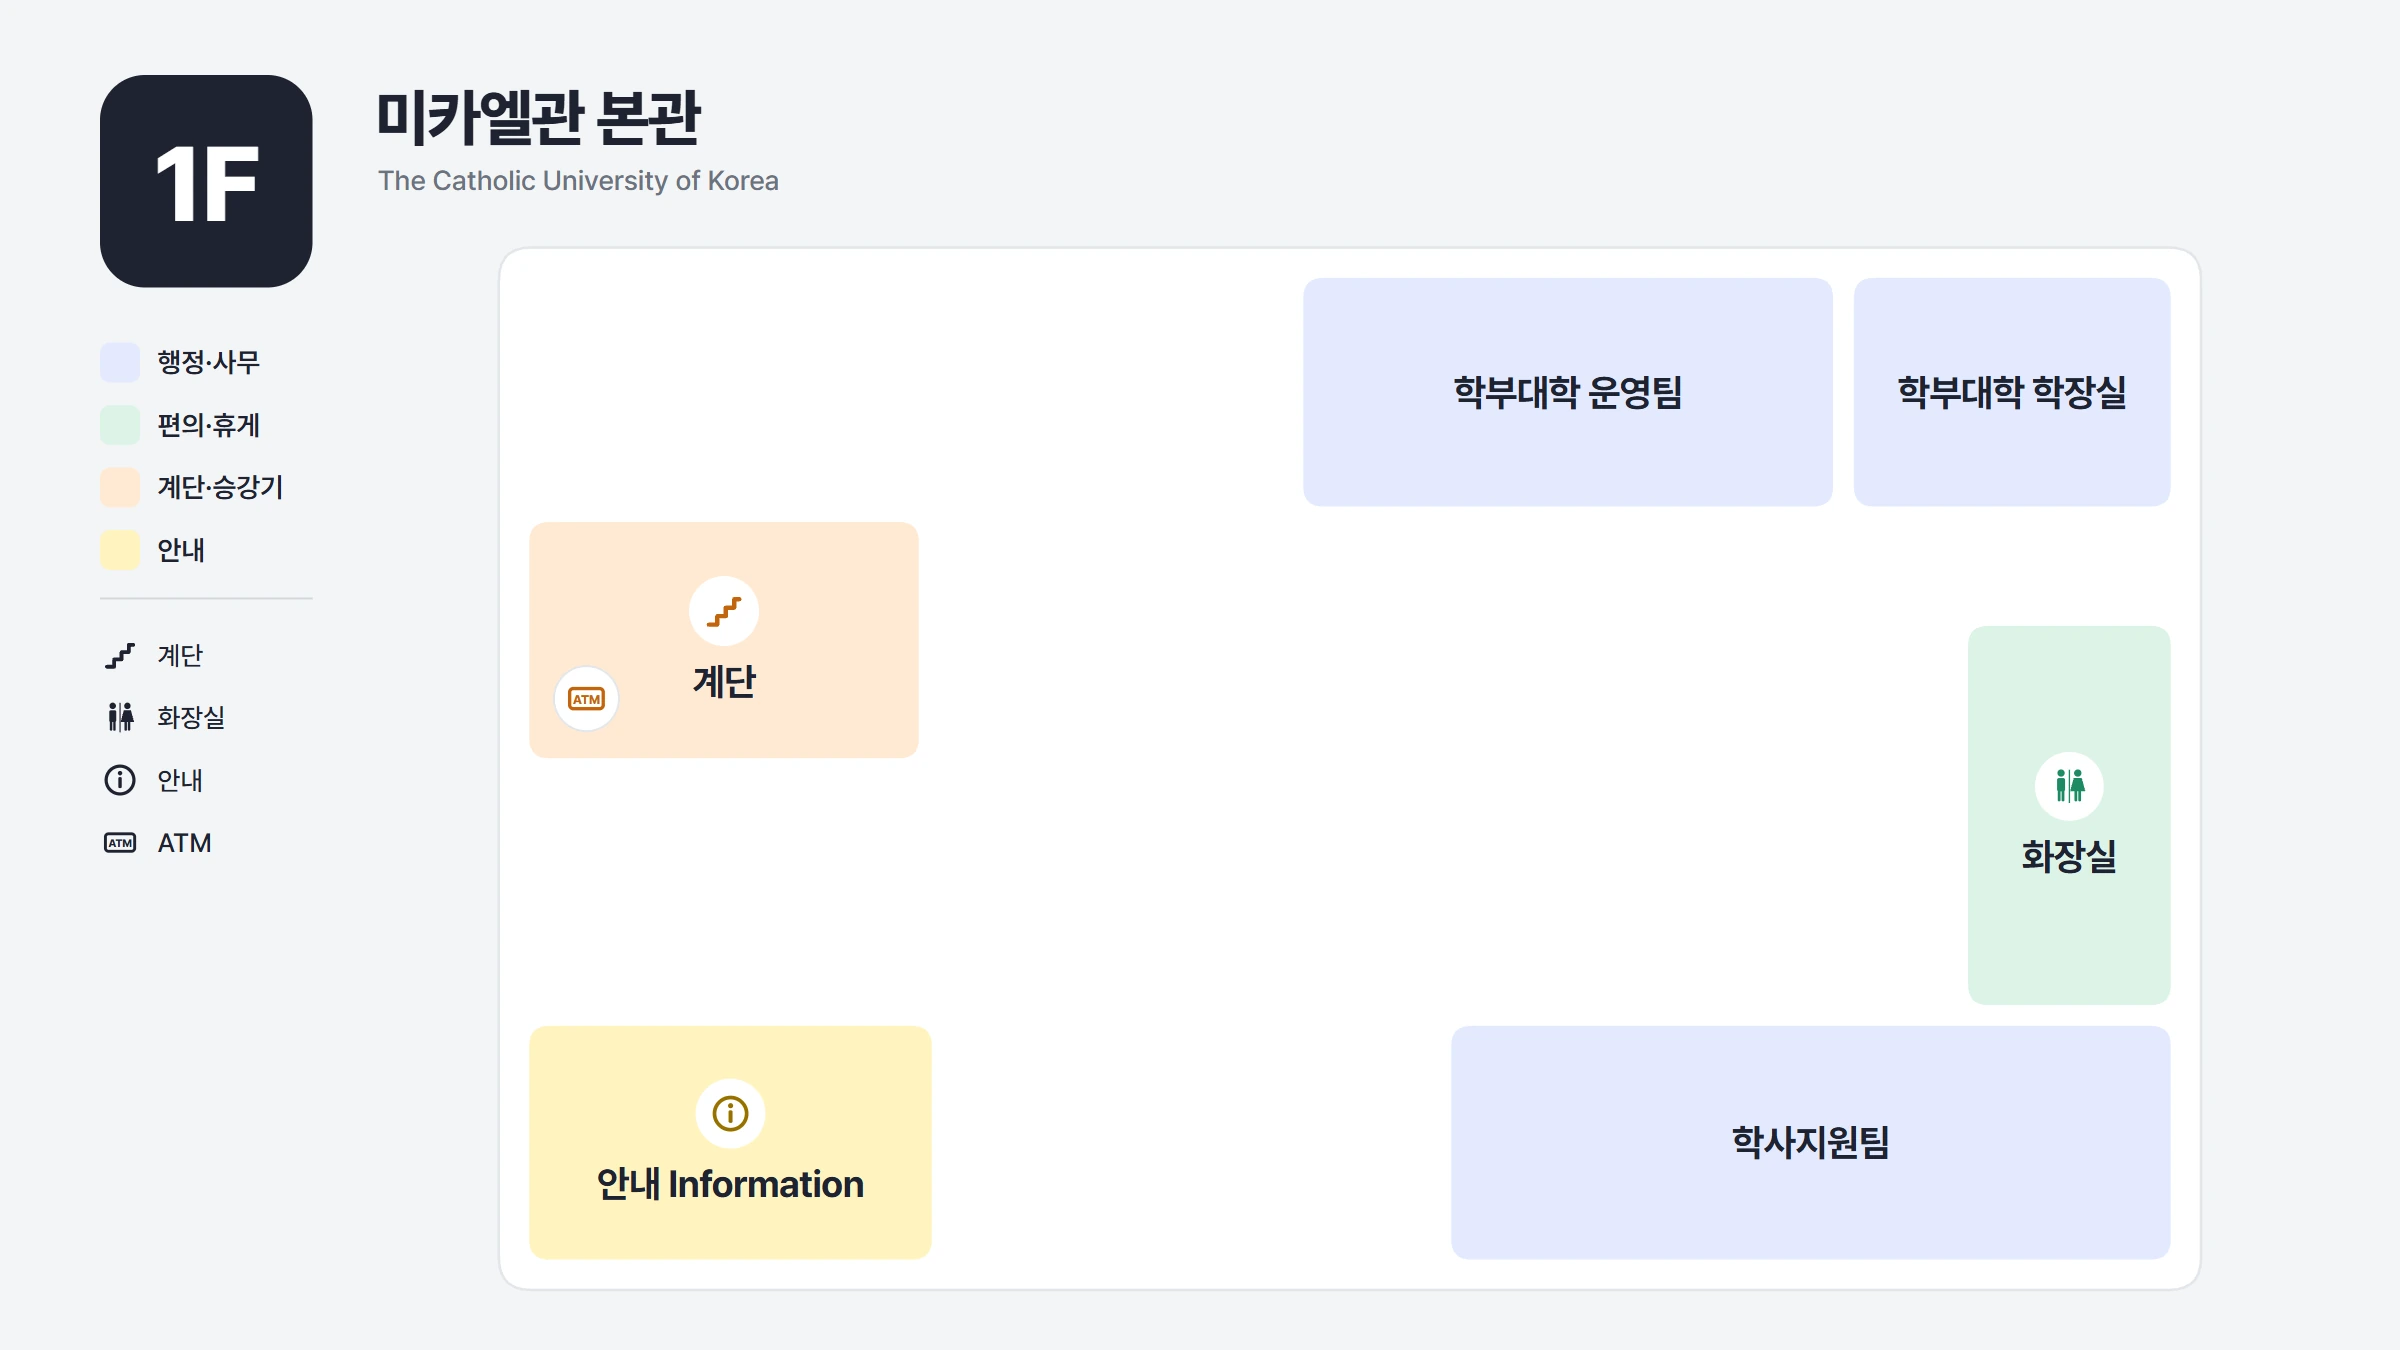 1F
미카엘관 본관
The Catholic University of Korea
행정·사무
편의·휴게
계단·승강기
안내
계단
화장실
안내
ATM
ATM
학부대학 운영팀
학부대학 학장실
계단
ATM
화장실
안내 Information
학사지원팀